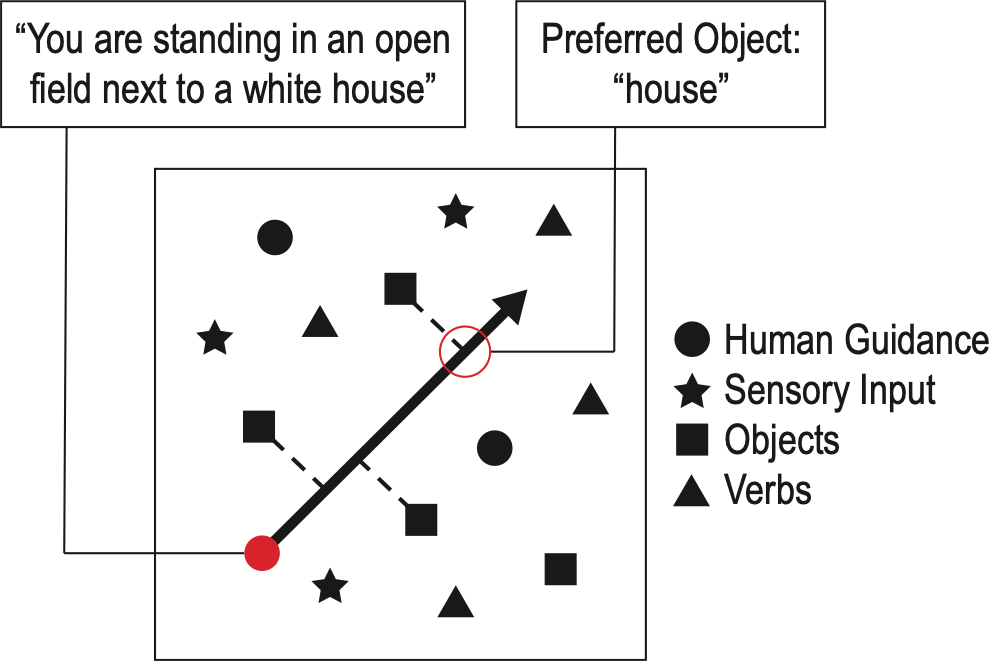 “You are standing in an open
field next to a white house”
Preferred Object:
“house”
Human Guidance
Sensory Input
Objects
Verbs